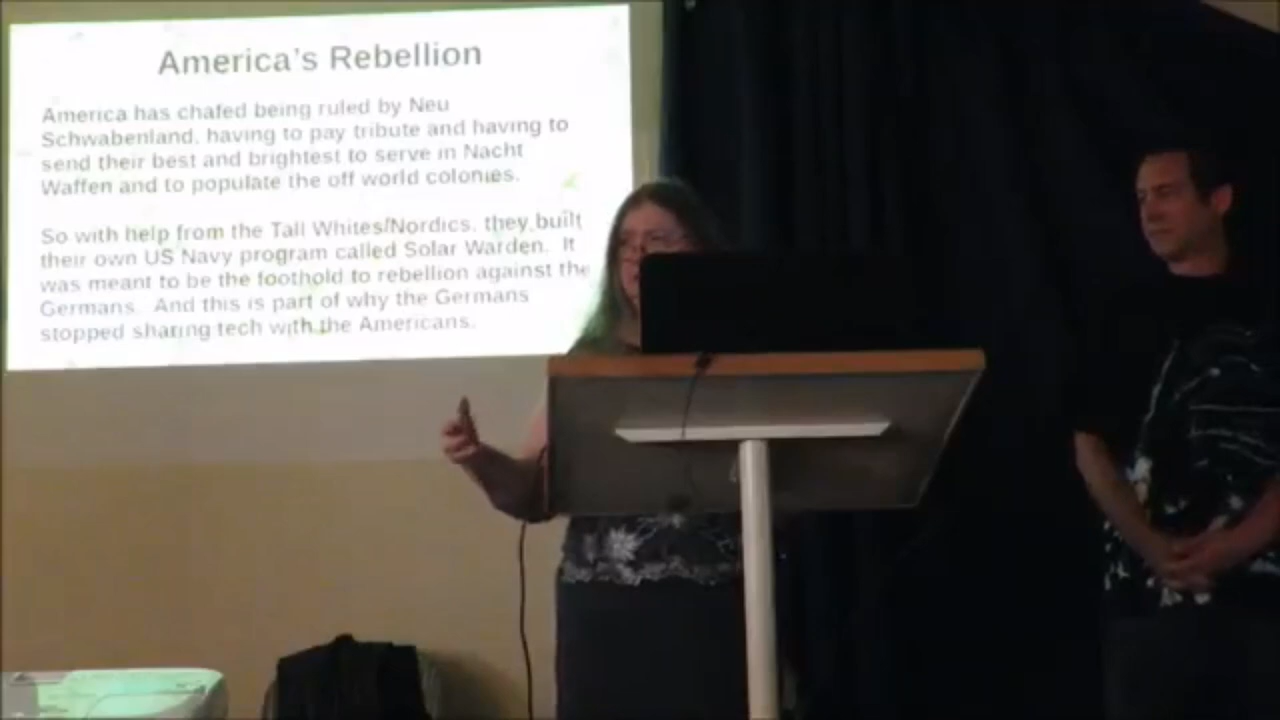 America's Rebellion
America has chafed being ruled by Neu
Schwabenland, having to pay tribute and having to
send their best and brightest to serve in Nacht
Waffen and to populate the off world colonies.
So with help from the Tall Whites/Nordics, they built
their own US Navy program called Solar Warden. It
was meant to be the foothold to rebellion against the
Germans. And this is part of why the Germans
stopped sharing tech with the Americans.